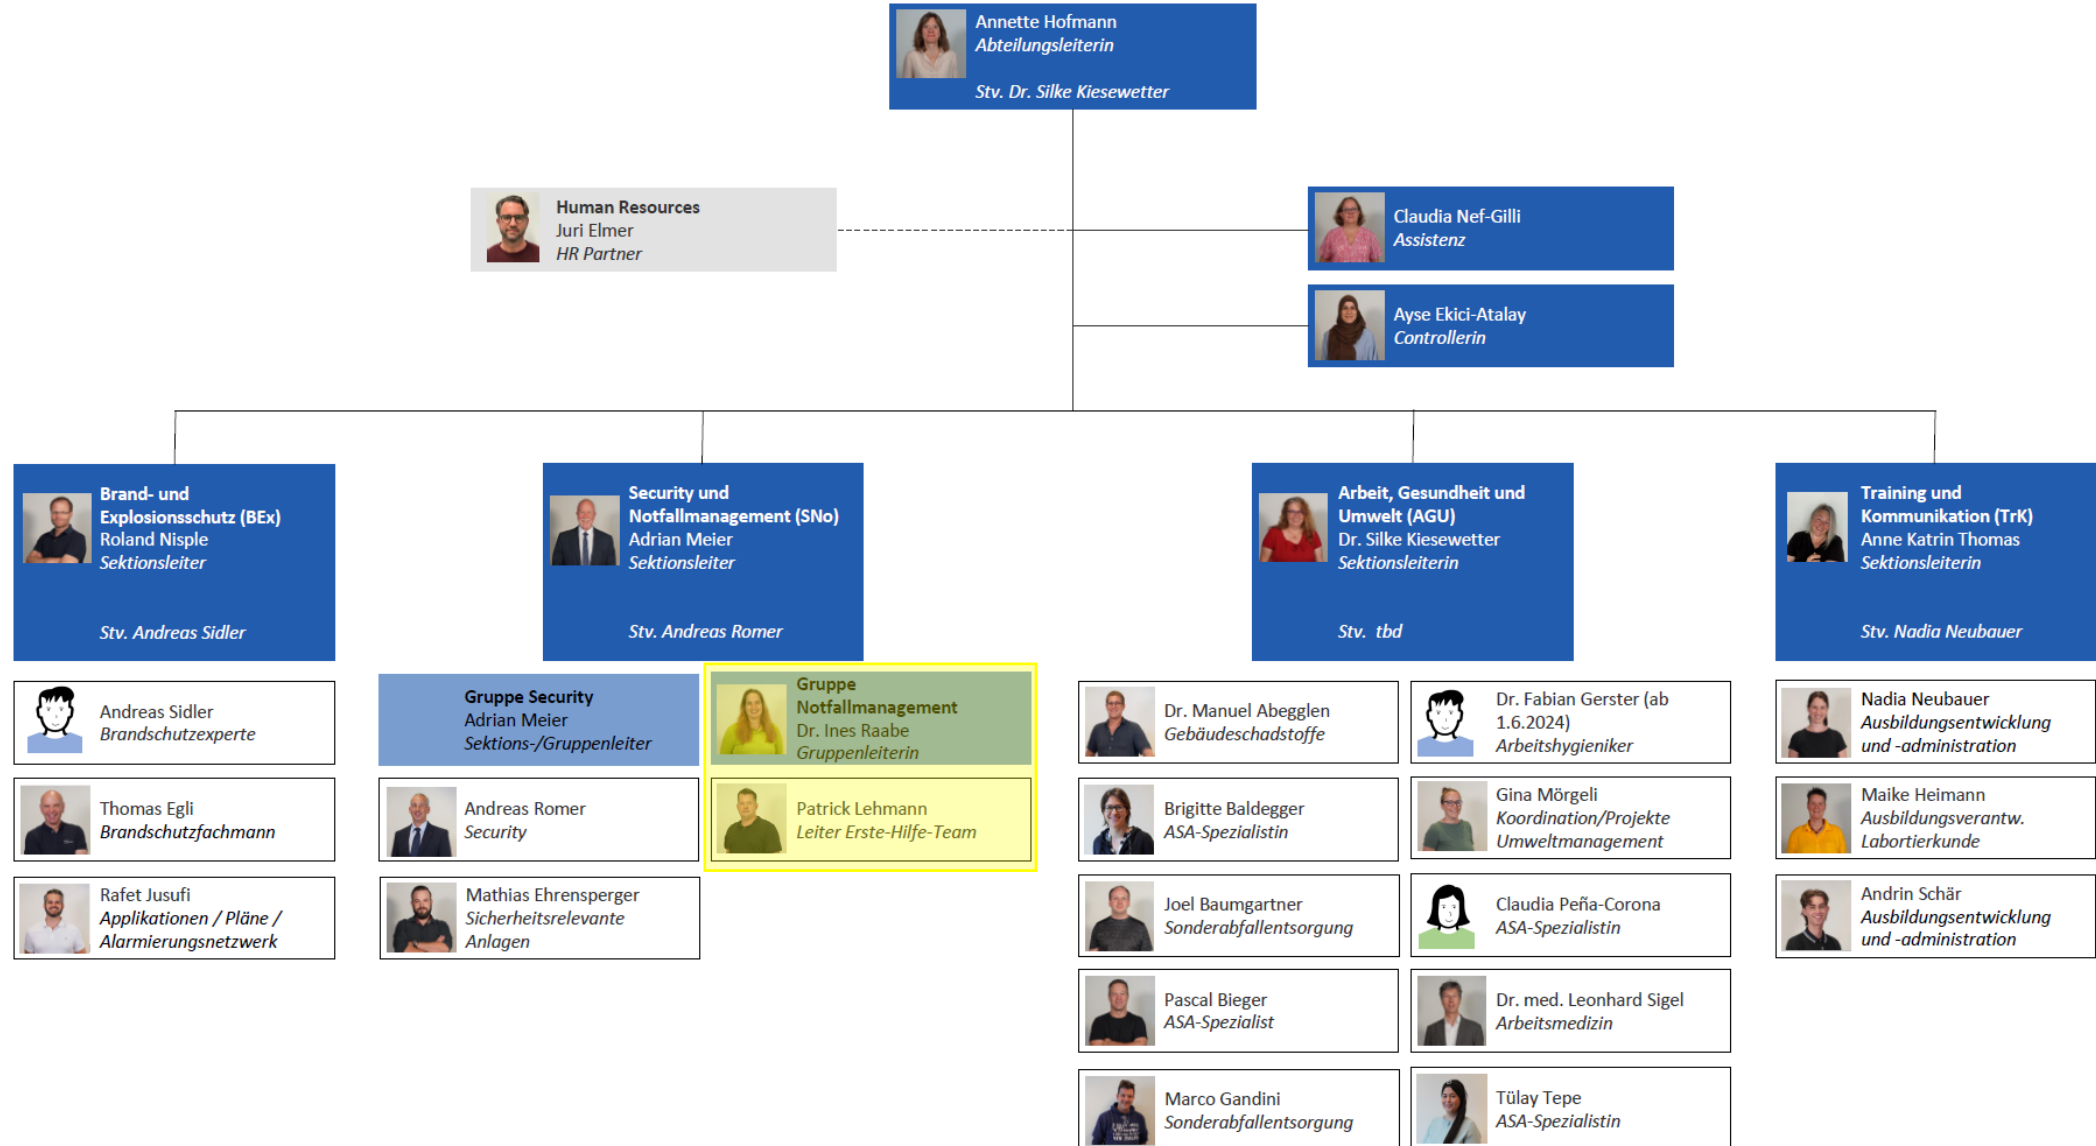 Annette Hofmann
Abteilungsleiterin
Stv. Dr. Silke Kiesewetter
Human Resources
Juri Elmer
HR Partner
Claudia Nef-Gilli
Assistenz
Ayse Ekici-Atalay
Controllerin
Brand- und
Explosionsschutz (BEx)
Roland Nisple
Sektionsleiter
Stv. Andreas Sidler
Security und
Notfallmanagement (SNo)
Adrian Meier
Sektionsleiter
Stv. Andreas Romer
Arbeit, Gesundheit und
Umwelt (AGU)
Dr. Silke Kiesewetter
Sektionsleiterin
Stv. tbd
Training und
Kommunikation (TrK)
Anne Katrin Thomas
Sektionsleiterin
Stv. Nadia Neubauer
Andreas Sidler
Brandschutzexperte
Thomas Egli
Brandschutzfachmann
Rafet Jusufi
Applikationen / Pläne /
Alarmierungsnetzwerk
Gruppe Security
Adrian Meier
Sektions-/Gruppenleiter
Andreas Romer
Security
Mathias Ehrensperger
Sicherheitsrelevante
Anlagen
Gruppe
Notfallmanagement
Dr. Ines Raabe
Gruppenleiterin
Patrick Lehmann
Leiter Erste-Hilfe-Team
Dr. Manuel Abegglen
Gebäudeschadstoffe
Brigitte Baldegger
ASA-Spezialistin
Joel Baumgartner
Sonderabfallentsorgung
Pascal Bieger
ASA-Spezialist
Marco Gandini
Sonderabfallentsorgung
Dr. Fabian Gerster (ab
1.6.2024)
Arbeitshygieniker
Gina Mörgeli
Koordination/Projekte
Umweltmanagement
Claudia Peña-Corona
ASA-Spezialistin
Dr. med. Leonhard Sigel
Arbeitsmedizin
Tülay Tepe
ASA-Spezialistin
Nadia Neubauer
Ausbildungsentwicklung
und -administration
Maike Heimann
Ausbildungsverantw.
Labortierkunde
Andrin Schär
Ausbildungsentwicklung
und -administration